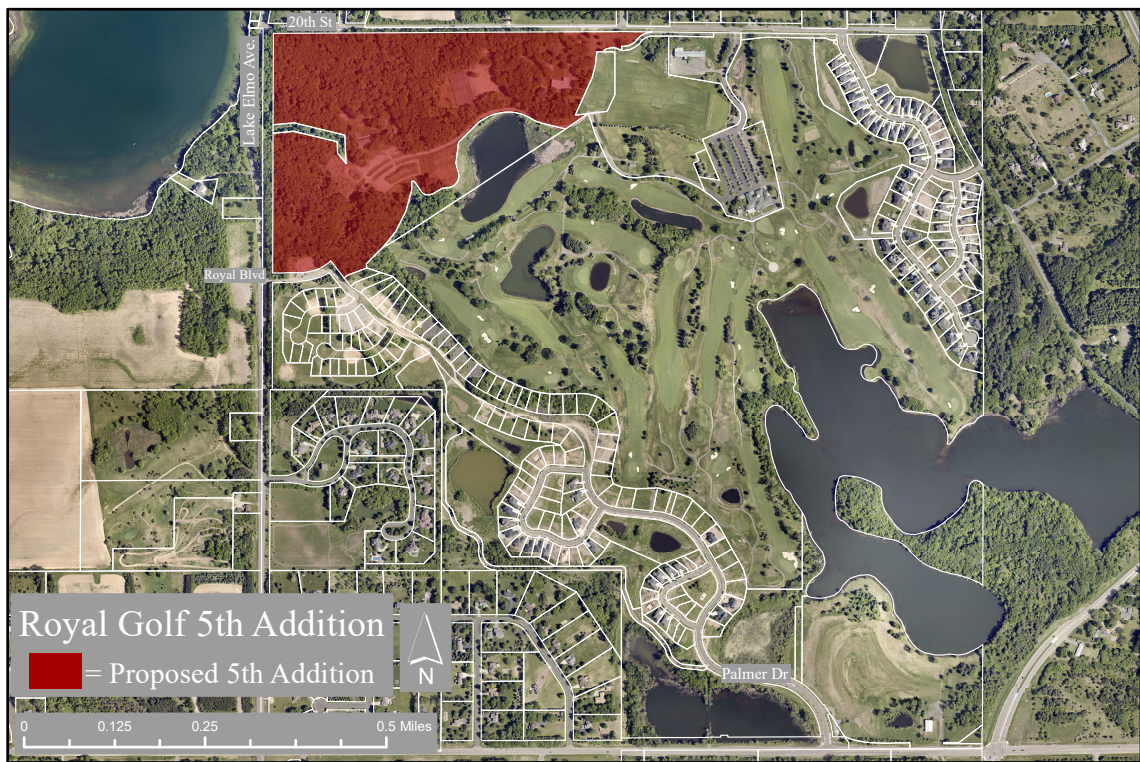 20th St
Lake Elmo Ave.
Royal Blvd
Palmer Dr
Royal Golf 5th Addition
= Proposed 5th Addition
N
0 0.125 0.25 0.5 Miles